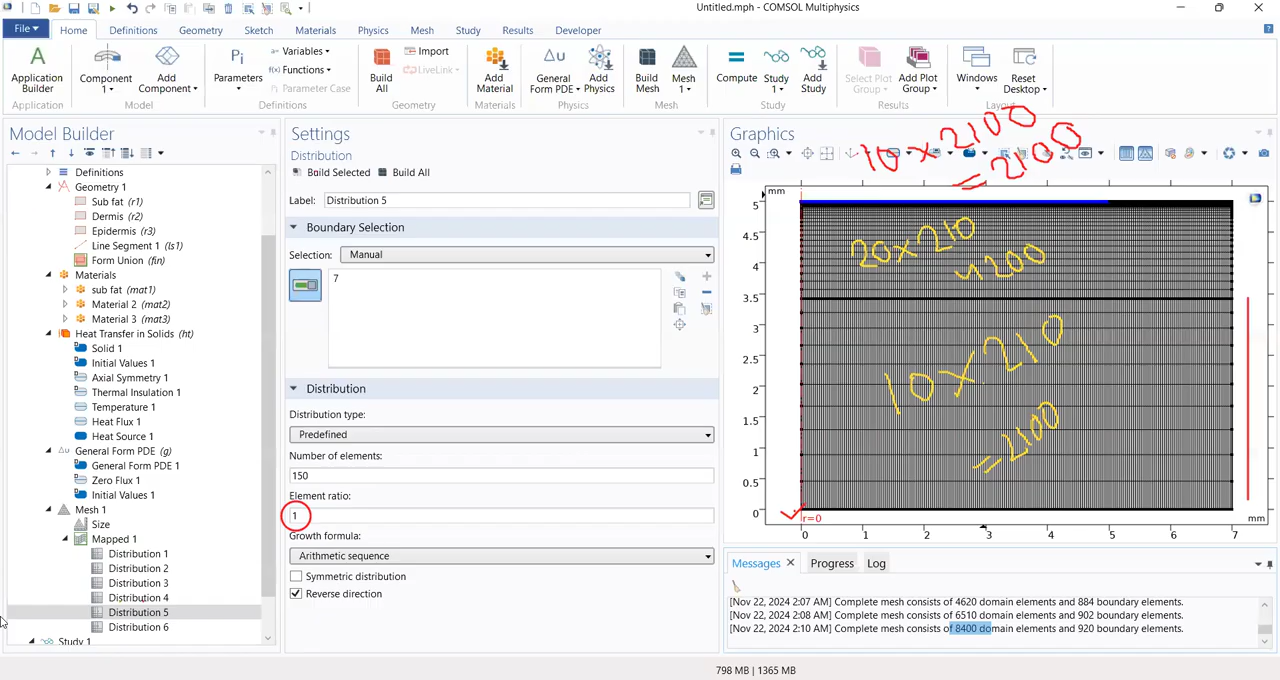 Untitled.mph - COMSOL Multiphysics
File Home Definitions Geometry Sketch Materials Physics Mesh Study Results Developer
Application Builder
Component 1
Add Component
Parameters
Variables
Functions
Parameter Case
Build All
Import
LiveLink
Add Material
General Form PDE
Add Physics
Build Mesh
Mesh 1
Compute
Study 1
Add Study
Select Plot Group
Add Plot Group
Windows
Reset Desktop
Application Model Definitions Geometry Materials Physics Mesh Study Results Layout
Model Builder
Definitions
Geometry 1
Sub fat (r1)
Dermis (r2)
Epidermis (r3)
Line Segment 1 (ls1)
Form Union (fin)
Materials
sub fat (mat1)
Material 2 (mat2)
Material 3 (mat3)
Heat Transfer in Solids (ht)
Solid 1
Initial Values 1
Axial Symmetry 1
Thermal Insulation 1
Temperature 1
Heat Flux 1
Heat Source 1
General Form PDE (g)
General Form PDE 1
Zero Flux 1
Initial Values 1
Mesh 1
Size
Mapped 1
Distribution 1
Distribution 2
Distribution 3
Distribution 4
Distribution 5
Distribution 6
Study 1
Settings
Distribution
Build Selected Build All
Label: Distribution 5
Boundary Selection
Selection: Manual
7
Distribution
Distribution type:
Predefined
Number of elements:
150
Element ratio:
1
Growth formula:
Arithmetic sequence
Symmetric distribution
Reverse direction
Graphics
10×2100
=2100
mm
5
4.5
4
3.5
3
2.5
2
1.5
1
0.5
0
20×210
4200
10×210
=2100
r=0
mm
0 1 2 3 4 5 6 7
Messages Progress Log
[Nov 22, 2024 2:07 AM] Complete mesh consists of 4620 domain elements and 884 boundary elements.
[Nov 22, 2024 2:08 AM] Complete mesh consists of 6510 domain elements and 902 boundary elements.
[Nov 22, 2024 2:10 AM] Complete mesh consists of 8400 domain elements and 920 boundary elements.
798 MB | 1365 MB